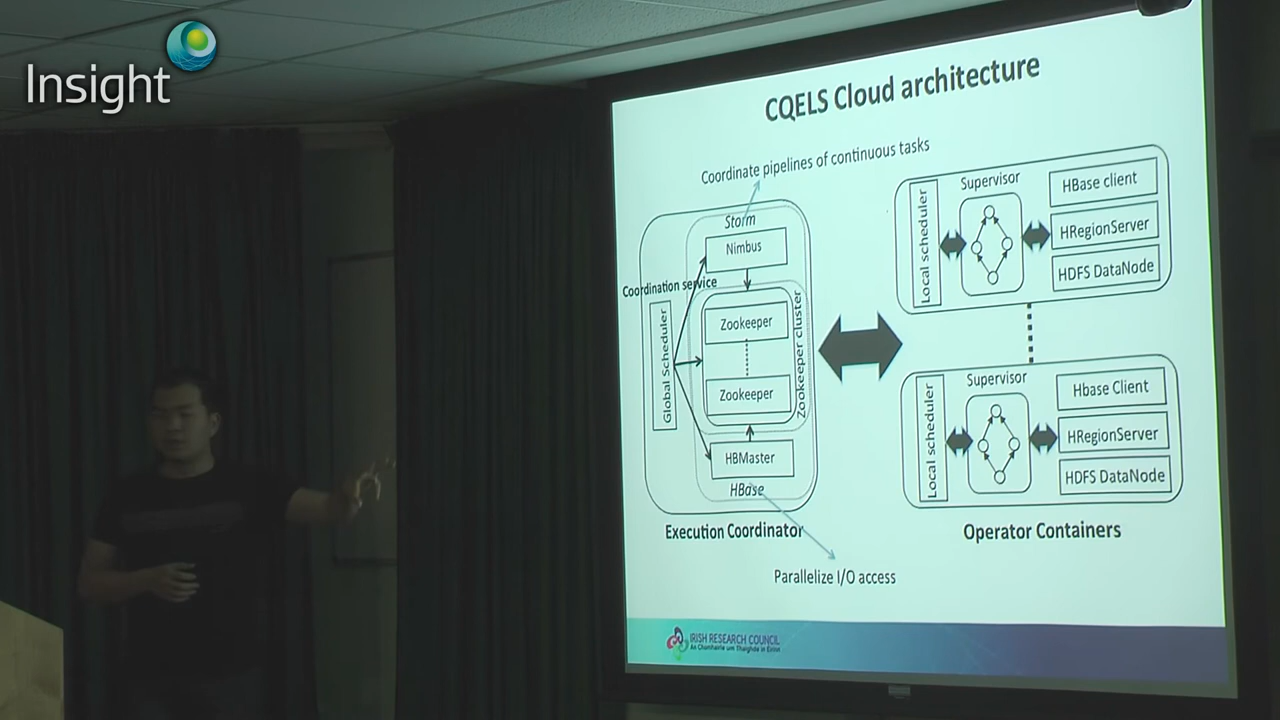 Insight
CQELS Cloud architecture
Coordinate pipelines of continuous tasks
Storm
Nimbus
Coordination service
Global Scheduler
Zookeeper
Zookeeper
Zookeeper cluster
HBMaster
HBase
Execution Coordinator
Parallelize I/O access
Local scheduler
Supervisor
HBase client
HRegionServer
HDFS DataNode
Local scheduler
Supervisor
Hbase Client
HRegionServer
HDFS DataNode
Operator Containers
IRISH RESEARCH COUNCIL